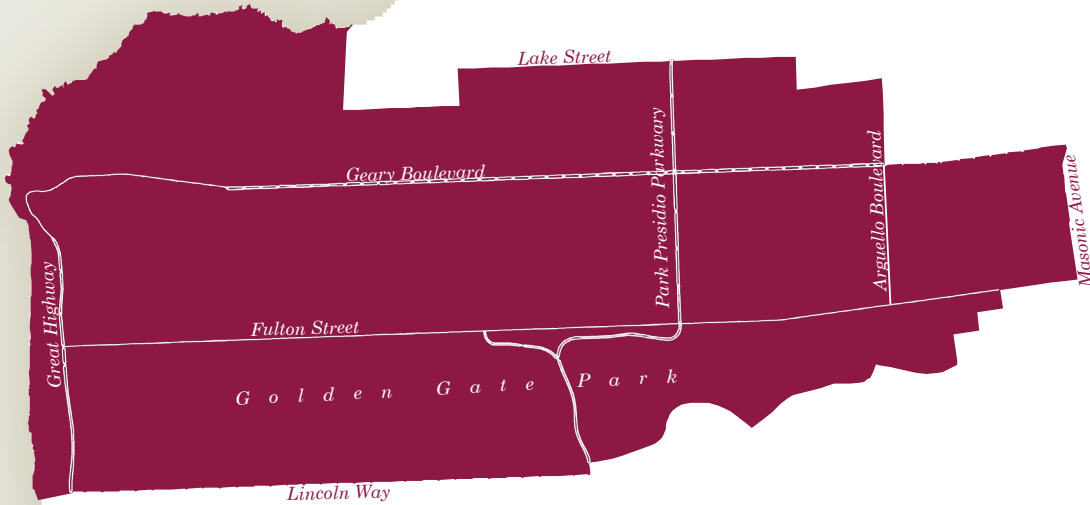 Lake Street
Geary Boulevard
Park Presidio Parkwary
Arguello Boulevard
Masonic Avenue
Great Highway
Fulton Street
Golden Gate Park
Lincoln Way